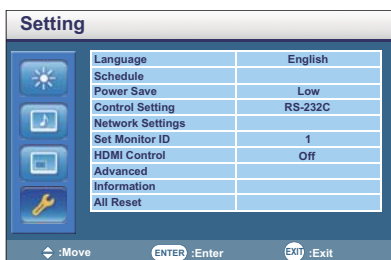 Setting
Language English
Schedule
Power Save Low
Control Setting RS-232C
Network Settings
Set Monitor ID 1
HDMI Control Off
Advanced
Information
All Reset
:Move ENTER :Enter EXIT :Exit